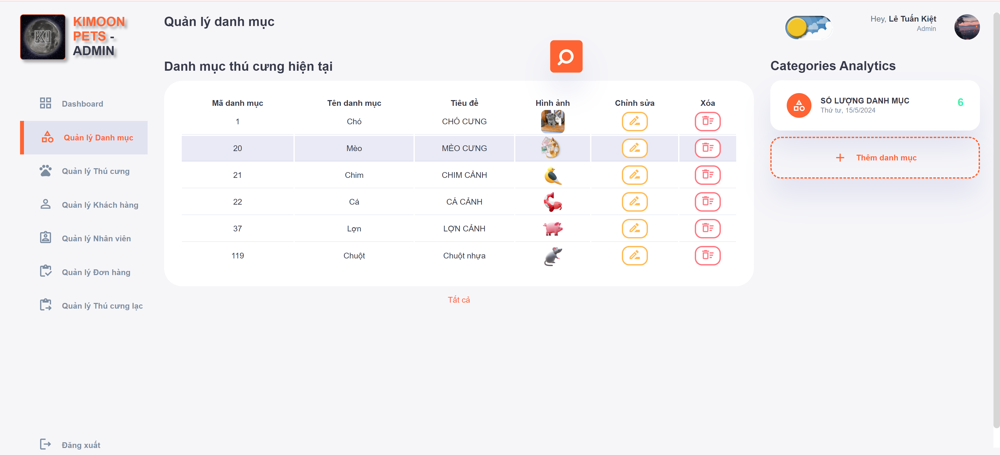 KI
KIMOON
PETS -
ADMIN
Dashboard
Quản lý Danh mục
Quản lý Thú cưng
Quản lý Khách hàng
Quản lý Nhân viên
Quản lý Đơn hàng
Quản lý Thú cưng lạc
Đăng xuất
Quản lý danh mục
Danh mục thú cưng hiện tại
Mã danh mục Tên danh mục Tiêu đề Hình ảnh Chỉnh sửa Xóa
1 Chó CHÓ CƯNG
20 Mèo MÈO CƯNG
21 Chim CHIM CẢNH
22 Cá CÁ CẢNH
37 Lợn LỢN CẢNH
119 Chuột Chuột nhựa
Tất cả
Hey, Lê Tuấn Kiệt
Admin
Categories Analytics
SỐ LƯỢNG DANH MỤC 6
Thứ tư, 15/5/2024
Thêm danh mục